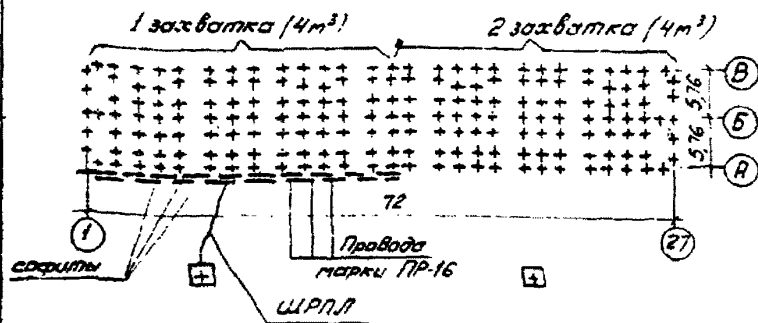 1 захватка (4м³)
2 захватка (4м³)
В
5,76
Б
5,76
А
72
1
27
софиты
Провода
марки ПР-16
ШРПЛ